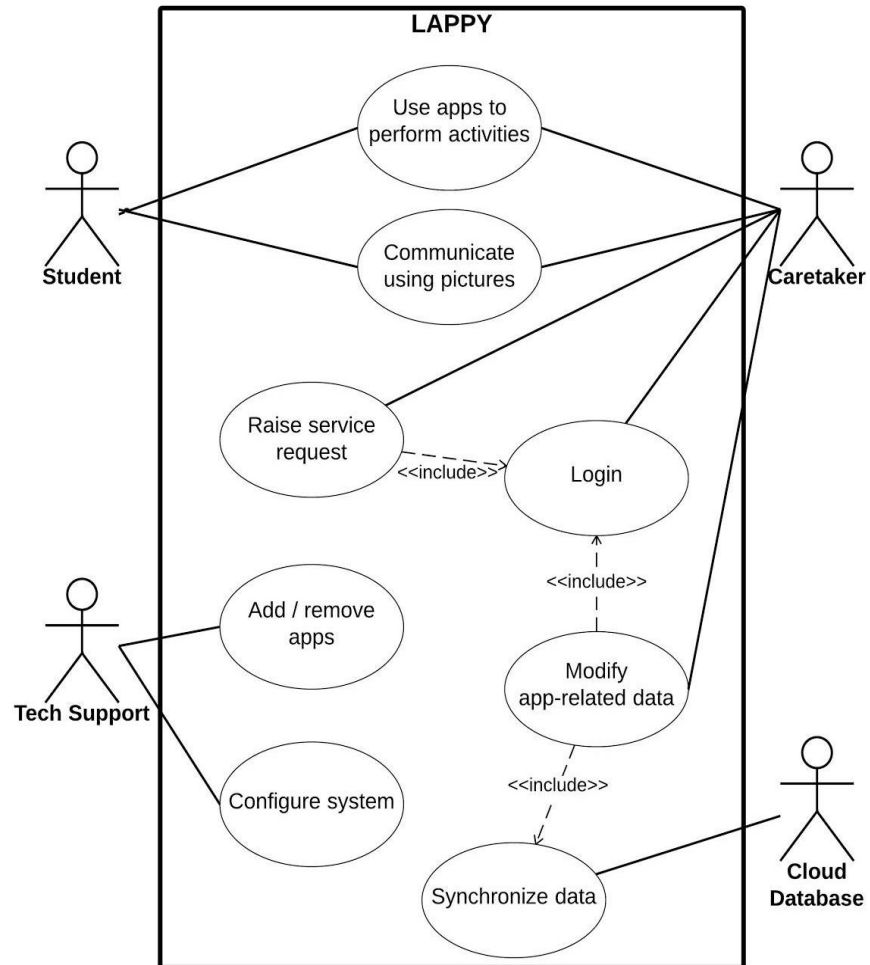 LAPPY
Use apps to
perform activities
Student
Communicate
using pictures
Caretaker
Raise service
request
<<include>>
Login
<<include>>
Add / remove
apps
Modify
app-related data
Tech Support
<<include>>
Configure system
Synchronize data
Cloud
Database